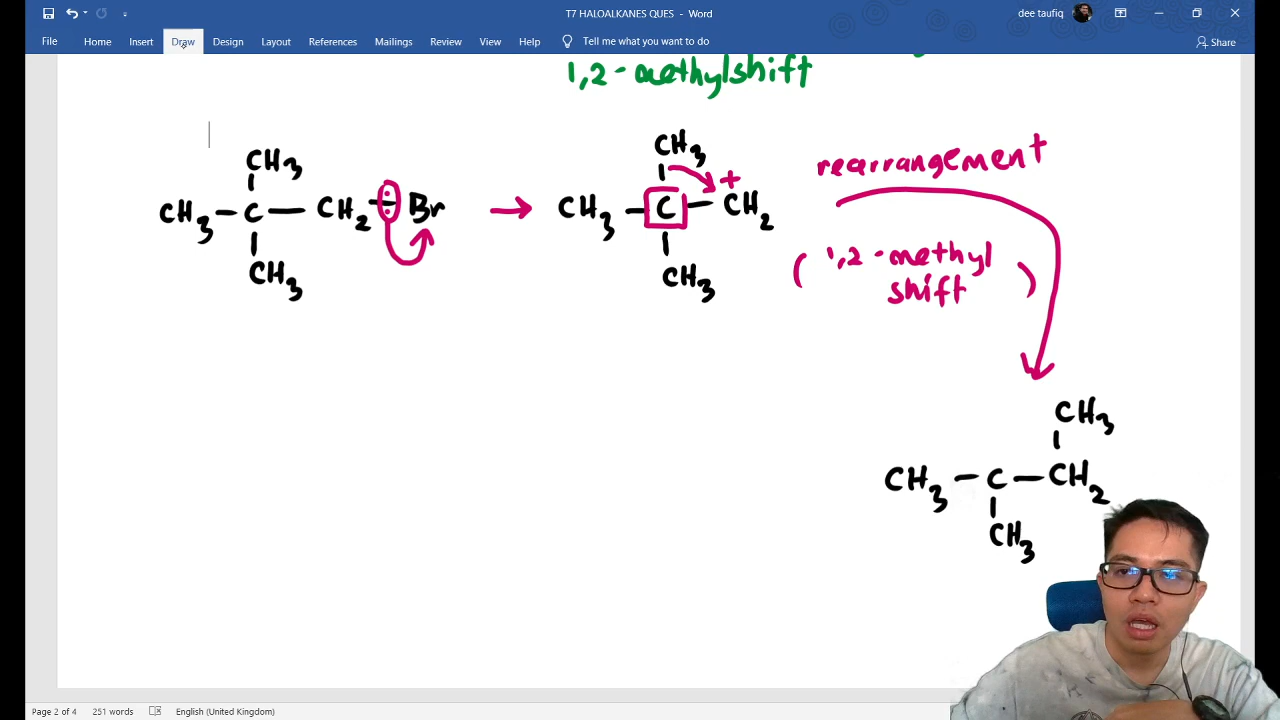 T7 HALOALKANES QUES - Word
dee taufiq
File Home Insert Draw Design Layout References Mailings Review View Help Tell me what you want to do Share
1,2-methylshift
CH3
CH3 - C - CH2 Br
CH3
CH3
CH3 - C - CH2 +
CH3
rearrangement
( 1,2-methyl
shift )
CH3
CH3 - C - CH2
CH3
Page 2 of 4 251 words English (United Kingdom)